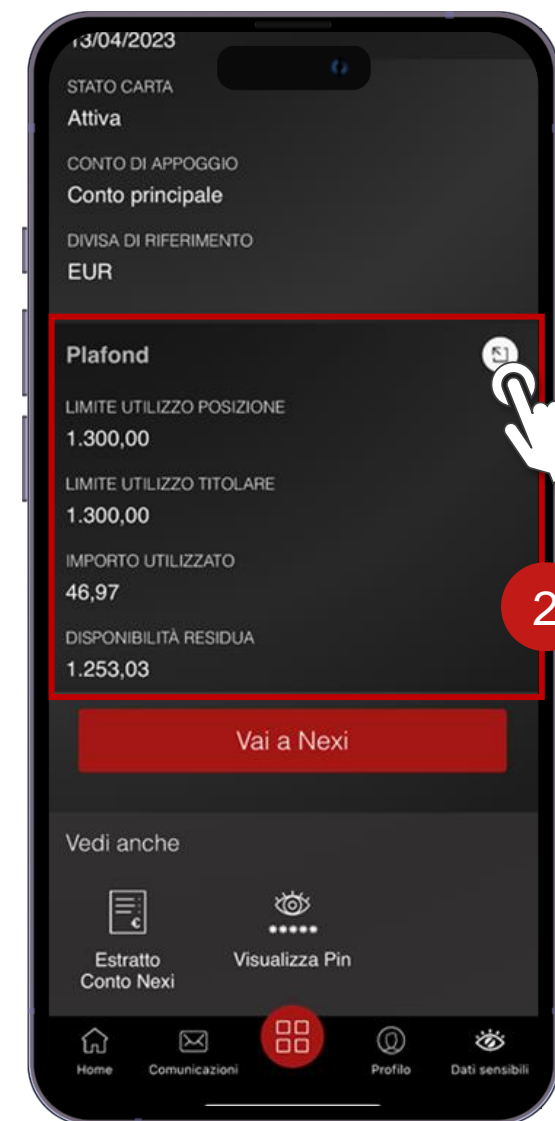 13/04/2023
STATO CARTA
Attiva
CONTO DI APPOGGIO
Conto principale
DIVISA DI RIFERIMENTO
EUR
Plafond
LIMITE UTILIZZO POSIZIONE
1.300,00
LIMITE UTILIZZO TITOLARE
1.300,00
IMPORTO UTILIZZATO
46,97
2
DISPONIBILITÀ RESIDUA
1.253,03
Vai a Nexi
Vedi anche
Estratto
Conto Nexi
Visualizza Pin
Home
Comunicazioni
Profilo
Dati sensibili